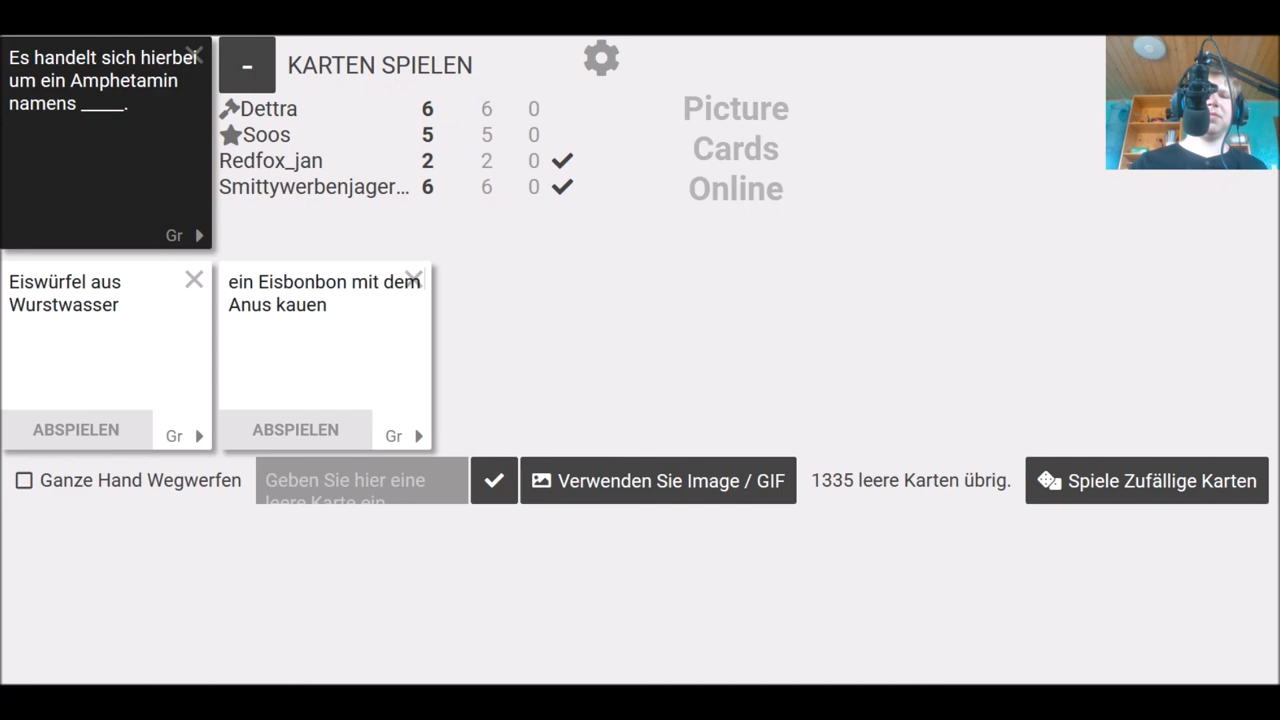 Es handelt sich hierbei
um ein Amphetamin
namens _____.
Gr
-
KARTEN SPIELEN
Dettra 6 6 0
Soos 5 5 0
Redfox_jan 2 2 0
Smittywerbenjager... 6 6 0
Picture
Cards
Online
Eiswürfel aus
Wurstwasser
ABSPIELEN
Gr
ein Eisbonbon mit dem
Anus kauen
ABSPIELEN
Gr
Ganze Hand Wegwerfen
Geben Sie hier eine
leere Karte ein
Verwenden Sie Image / GIF
1335 leere Karten übrig.
Spiele Zufällige Karten